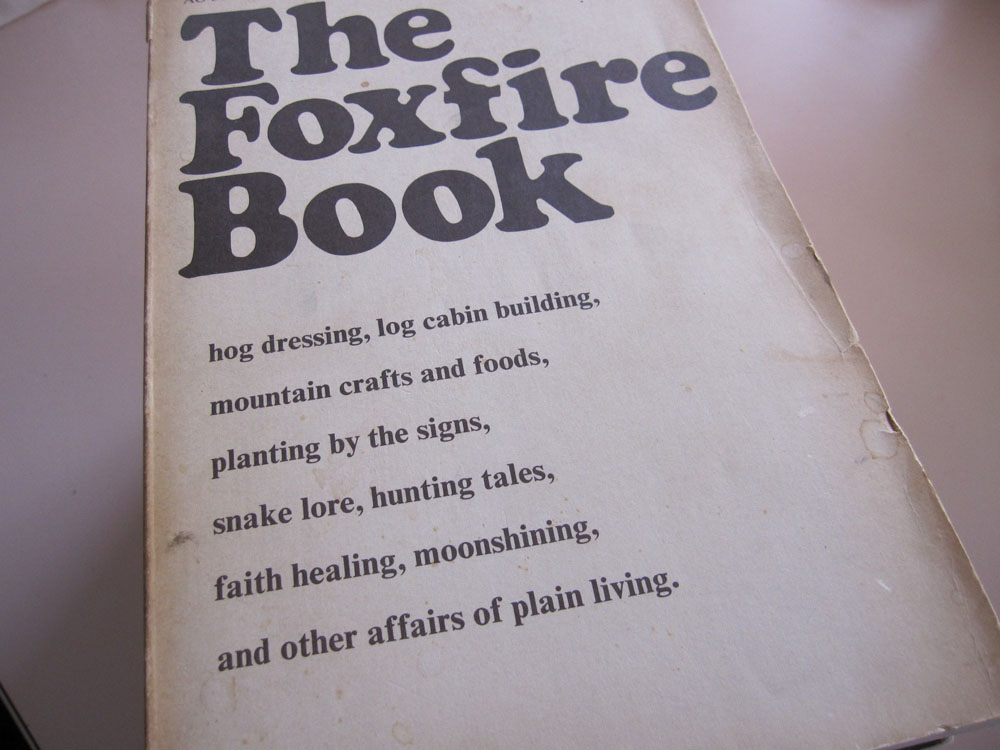 The
Foxfire
Book
hog dressing, log cabin building,
mountain crafts and foods,
planting by the signs,
snake lore, hunting tales,
faith healing, moonshining,
and other affairs of plain living.